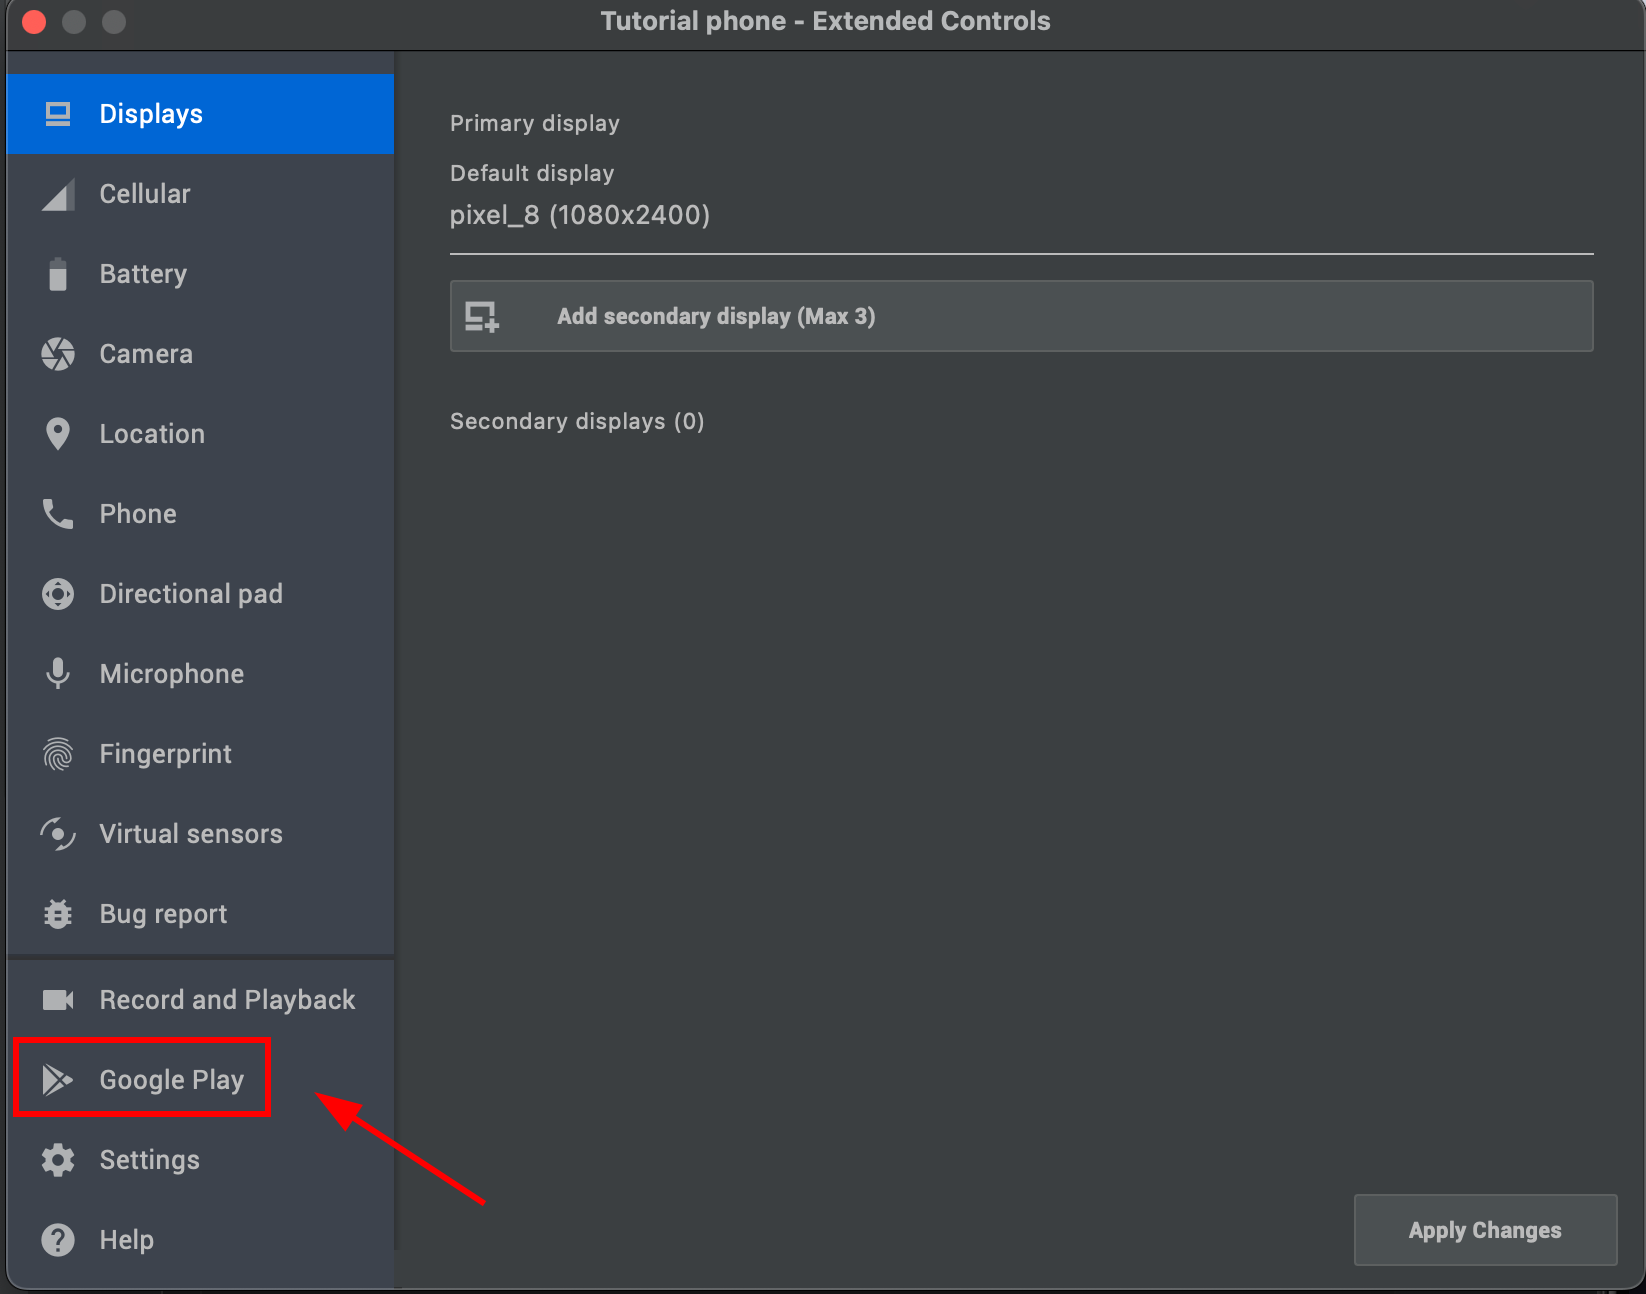 Tutorial phone - Extended Controls
Displays
Cellular
Battery
Camera
Location
Phone
Directional pad
Microphone
Fingerprint
Virtual sensors
Bug report
Record and Playback
Google Play
Settings
Help
Primary display
Default display
pixel_8 (1080x2400)
Add secondary display (Max 3)
Secondary displays (0)
Apply Changes